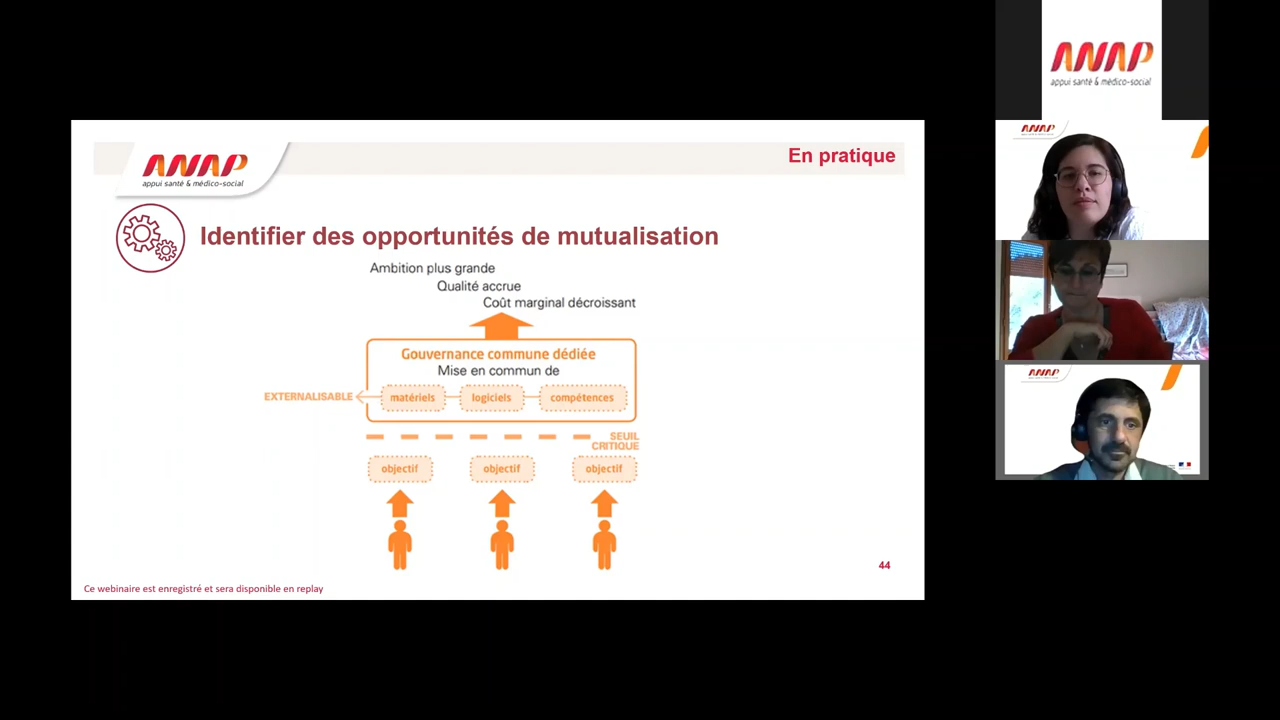 ANAP
appui santé & médico-social
En pratique
Identifier des opportunités de mutualisation
Ambition plus grande
Qualité accrue
Coût marginal décroissant
Gouvernance commune dédiée
Mise en commun de
EXTERNALISABLE
matériels
logiciels
compétences
SEUIL
CRITIQUE
objectif
objectif
objectif
44
Ce webinaire est enregistré et sera disponible en replay
ANAP
appui santé & médico-social
ANAP
ANAP